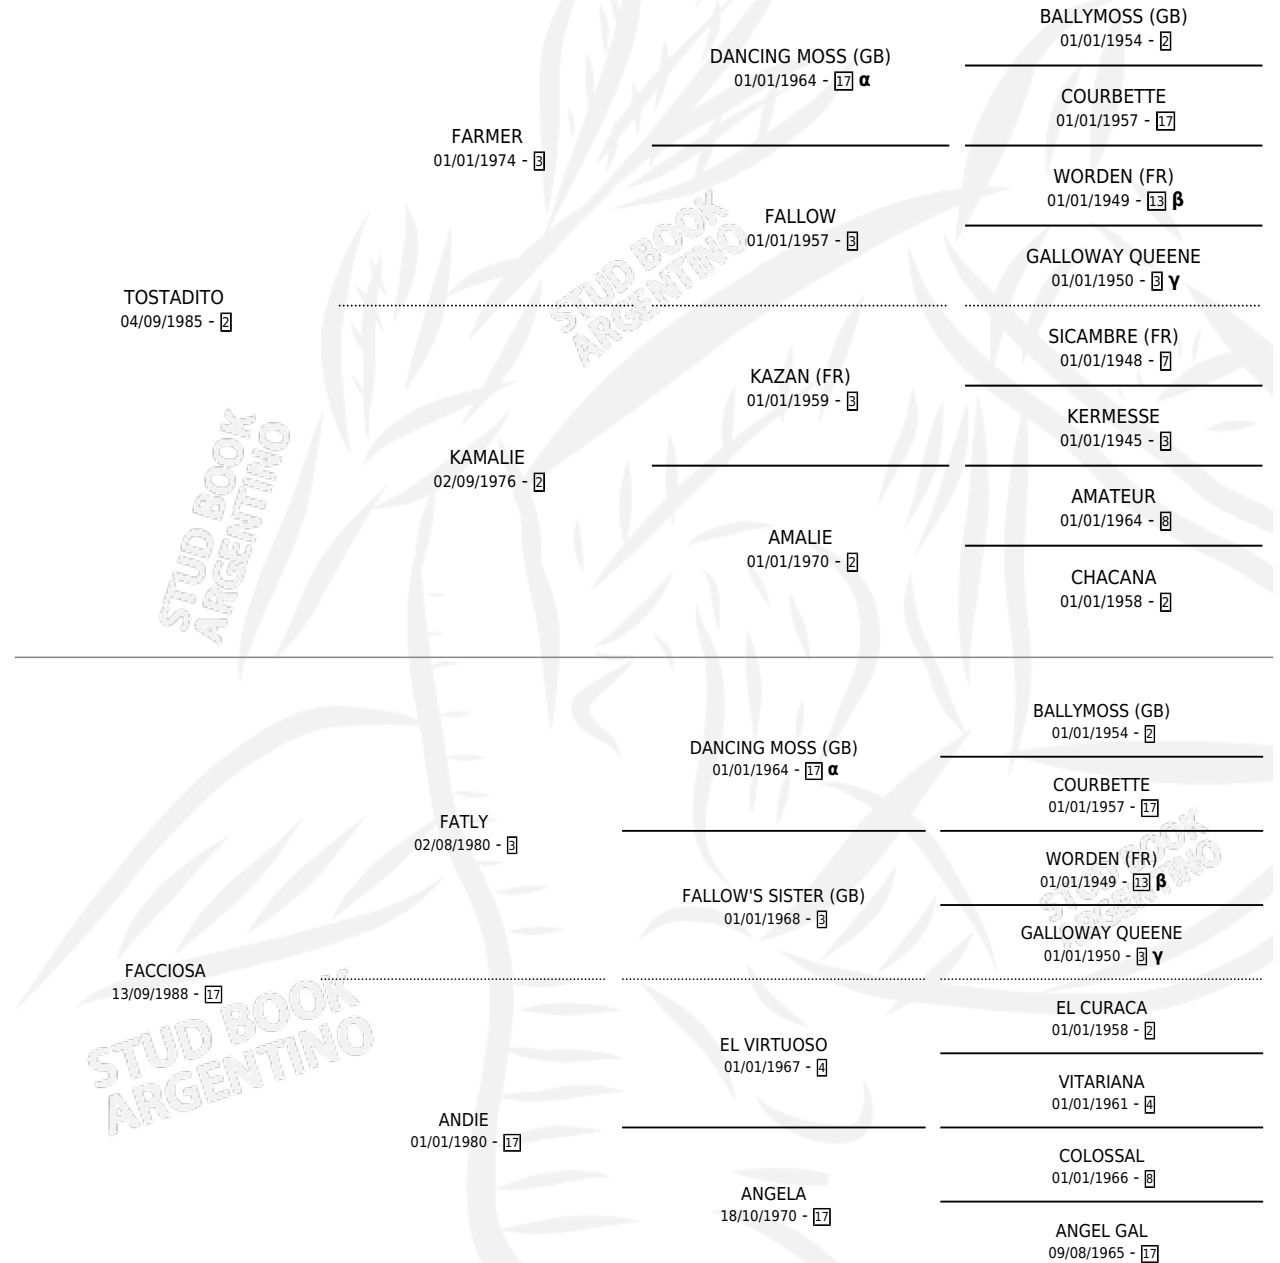 BALLYMOSS (GB)
01/01/1954 - 2
DANCING MOSS (GB)
01/01/1964 - 17 α
COURBETTE
01/01/1957 - 17
FARMER
01/01/1974 - 3
WORDEN (FR)
01/01/1949 - 13 β
FALLOW
01/01/1957 - 3
GALLOWAY QUEENE
01/01/1950 - 3 γ
TOSTADITO
04/09/1985 - 2
SICAMBRE (FR)
01/01/1948 - 7
KAZAN (FR)
01/01/1959 - 3
KERMESSE
01/01/1945 - 3
KAMALIE
02/09/1976 - 2
AMATEUR
01/01/1964 - 8
AMALIE
01/01/1970 - 2
CHACANA
01/01/1958 - 2
STUD BOOK
ARGENTINO
STUD BOOK
ARGENTINO
BALLYMOSS (GB)
01/01/1954 - 2
DANCING MOSS (GB)
01/01/1964 - 17 α
COURBETTE
01/01/1957 - 17
FATLY
02/08/1980 - 3
WORDEN (FR)
01/01/1949 - 13 β
FALLOW'S SISTER (GB)
01/01/1968 - 3
GALLOWAY QUEENE
01/01/1950 - 3 γ
FACCIOSA
13/09/1988 - 17
EL CURACA
01/01/1958 - 2
EL VIRTUOSO
01/01/1967 - 4
VITARIANA
01/01/1961 - 4
ANDIE
01/01/1980 - 17
COLOSSAL
01/01/1966 - 8
ANGELA
18/10/1970 - 17
ANGEL GAL
09/08/1965 - 17
STUD BOOK
ARGENTINO
STUD BOOK
ARGENTINO